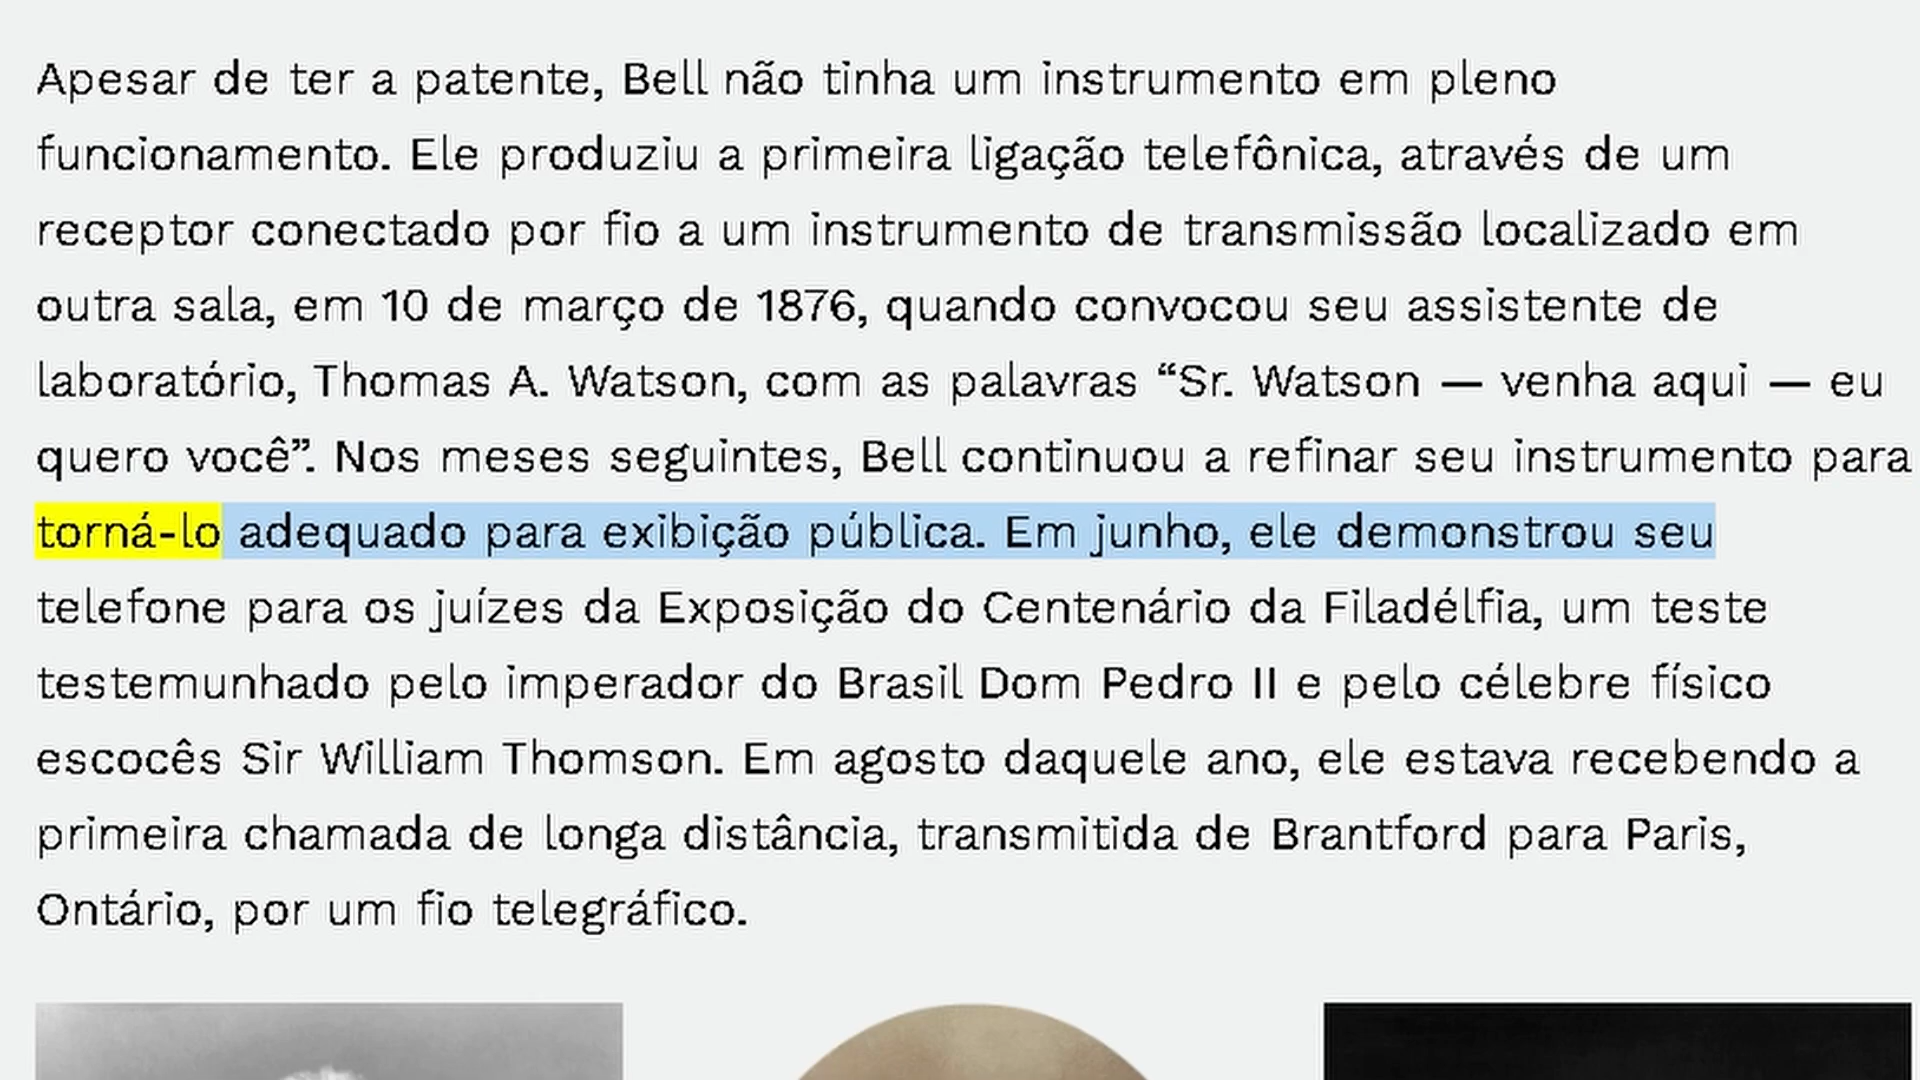 Apesar de ter a patente, Bell não tinha um instrumento em pleno
funcionamento. Ele produziu a primeira ligação telefônica, através de um
receptor conectado por fio a um instrumento de transmissão localizado em
outra sala, em 10 de março de 1876, quando convocou seu assistente de
laboratório, Thomas A. Watson, com as palavras “Sr. Watson — venha aqui — eu
quero você”. Nos meses seguintes, Bell continuou a refinar seu instrumento para
torná-lo adequado para exibição pública. Em junho, ele demonstrou seu
telefone para os juízes da Exposição do Centenário da Filadélfia, um teste
testemunhado pelo imperador do Brasil Dom Pedro II e pelo célebre físico
escocês Sir William Thomson. Em agosto daquele ano, ele estava recebendo a
primeira chamada de longa distância, transmitida de Brantford para Paris,
Ontário, por um fio telegráfico.